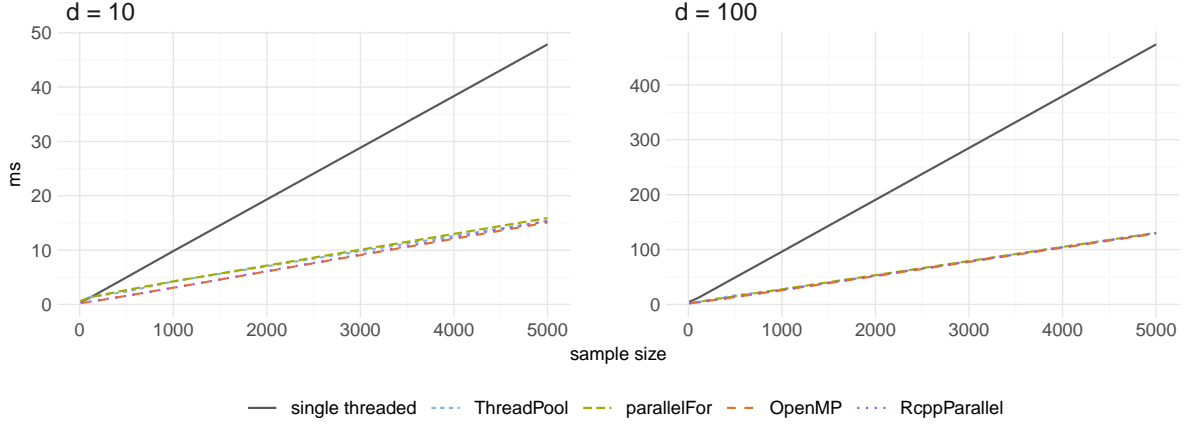 d = 10
d = 100
50
40
30
20
10
0
ms
400
300
200
100
0
0 1000 2000 3000 4000 5000
0 1000 2000 3000 4000 5000
sample size
single threaded ThreadPool parallelFor OpenMP RcppParallel